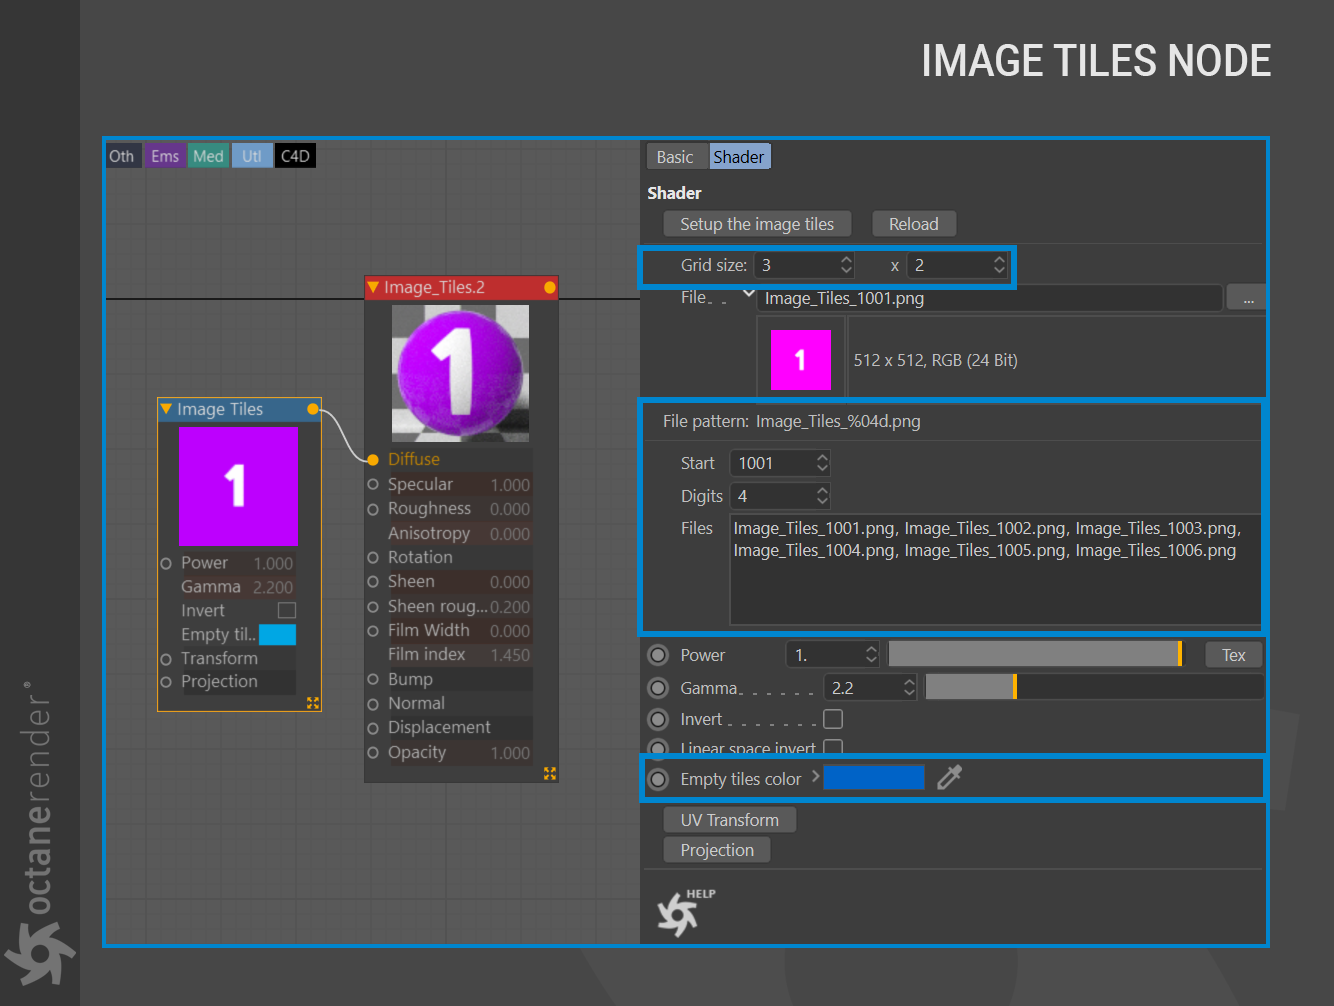 IMAGE TILES NODE
Oth Ems Med Utl C4D
Image_Tiles.2
1
Diffuse
Specular 1.000
Roughness 0.000
Anisotropy 0.000
Rotation
Sheen 0.000
Sheen roug... 0.200
Film Width 0.000
Film index 1.450
Bump
Normal
Displacement
Opacity 1.000
Image Tiles
1
Power 1.000
Gamma 2.200
Invert
Empty til..
Transform
Projection
Basic Shader
Shader
Setup the image tiles Reload
Grid size: 3 x 2
File. . Image_Tiles_1001.png ...
1
512 x 512, RGB (24 Bit)
File pattern: Image_Tiles_%04d.png
Start 1001
Digits 4
Files Image_Tiles_1001.png, Image_Tiles_1002.png, Image_Tiles_1003.png,
Image_Tiles_1004.png, Image_Tiles_1005.png, Image_Tiles_1006.png
Power 1. Tex
Gamma. . . . . . 2.2
Invert . . . . . . .
Linear space invert
Empty tiles color
UV Transform
Projection
HELP
octanerender®